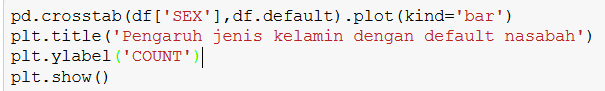 pd.crosstab(df['SEX'],df.default).plot(kind='bar')
plt.title('Pengaruh jenis kelamin dengan default nasabah')
plt.ylabel('COUNT')
plt.show()